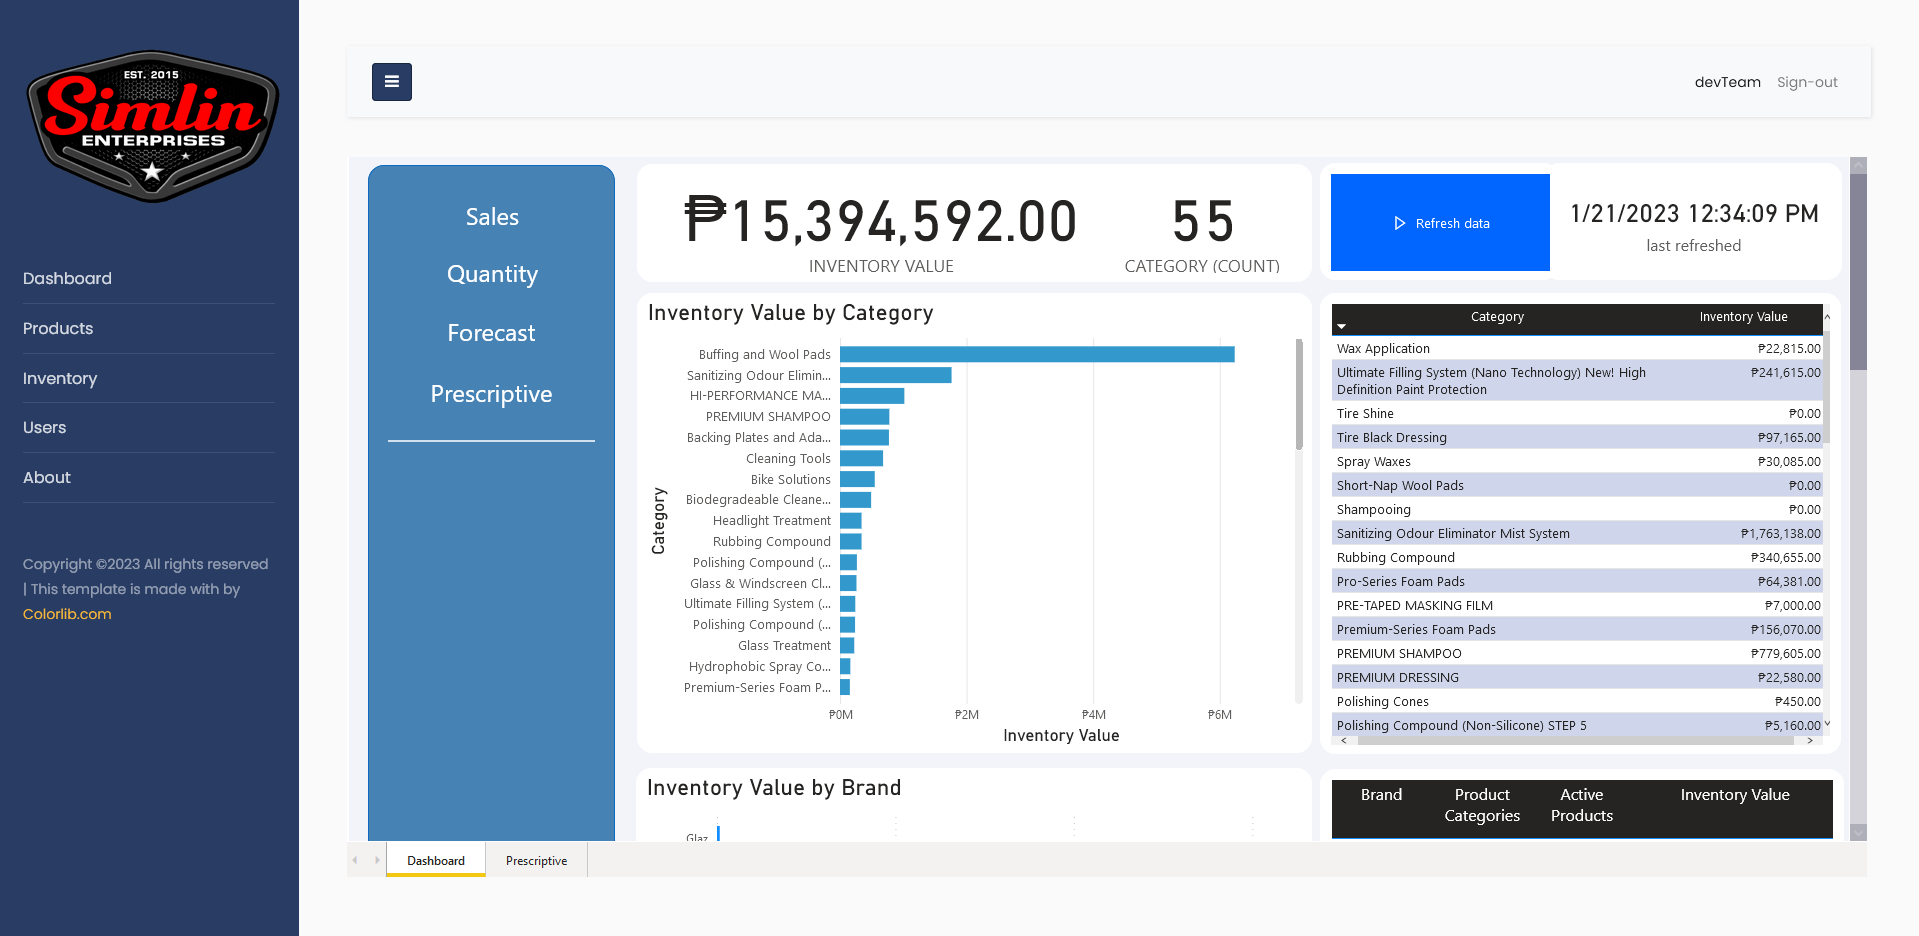 EST. 2015
Simlin
ENTERPRISES
Dashboard
Products
Inventory
Users
About
Copyright ©2023 All rights reserved
| This template is made with by
Colorlib.com
devTeam Sign-out
Sales
Quantity
Forecast
Prescriptive
₱15,394,592.00
INVENTORY VALUE
55
CATEGORY (COUNT)
Refresh data
1/21/2023 12:34:09 PM
last refreshed
Inventory Value by Category
Category
Buffing and Wool Pads
Sanitizing Odour Elimin...
HI-PERFORMANCE MA...
PREMIUM SHAMPOO
Backing Plates and Ada...
Cleaning Tools
Bike Solutions
Biodegradeable Cleane...
Headlight Treatment
Rubbing Compound
Polishing Compound (...
Glass & Windscreen Cl...
Ultimate Filling System (...
Polishing Compound (...
Glass Treatment
Hydrophobic Spray Co...
Premium-Series Foam P...
₱0M ₱2M ₱4M ₱6M
Inventory Value
Category Inventory Value
Wax Application ₱22,815.00
Ultimate Filling System (Nano Technology) New! High ₱241,615.00
Definition Paint Protection
Tire Shine ₱0.00
Tire Black Dressing ₱97,165.00
Spray Waxes ₱30,085.00
Short-Nap Wool Pads ₱0.00
Shampooing ₱0.00
Sanitizing Odour Eliminator Mist System ₱1,763,138.00
Rubbing Compound ₱340,655.00
Pro-Series Foam Pads ₱64,381.00
PRE-TAPED MASKING FILM ₱7,000.00
Premium-Series Foam Pads ₱156,070.00
PREMIUM SHAMPOO ₱779,605.00
PREMIUM DRESSING ₱22,580.00
Polishing Cones ₱450.00
Polishing Compound (Non-Silicone) STEP 5 ₱5,160.00
Inventory Value by Brand
Glaz
Brand Product Active Inventory Value
Categories Products
Dashboard Prescriptive